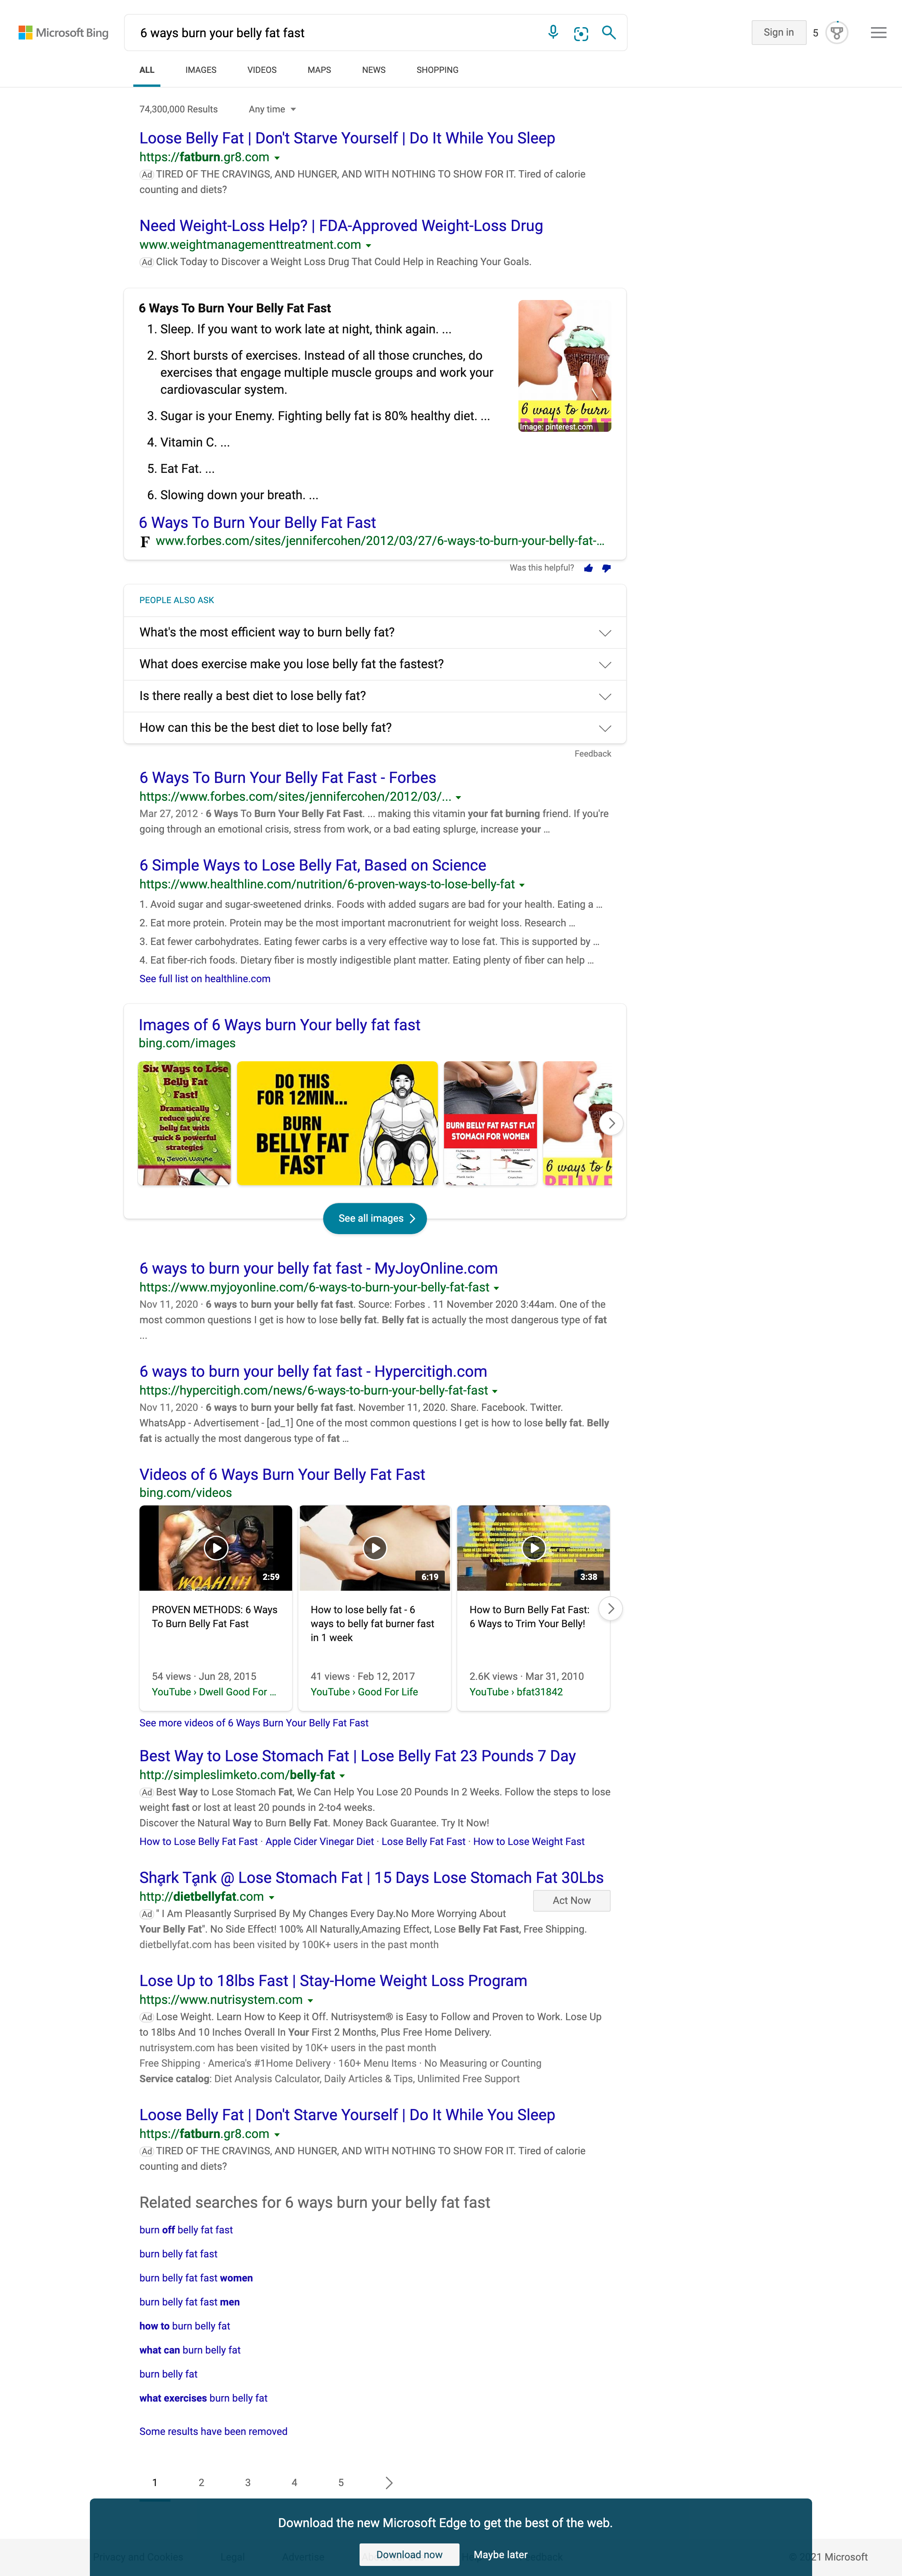 Microsoft Bing
6 ways burn your belly fat fast
Sign in
5
ALL
IMAGES
VIDEOS
MAPS
NEWS
SHOPPING
74,300,000 Results
Any time
Loose Belly Fat | Don't Starve Yourself | Do It While You Sleep
https://fatburn.gr8.com
Ad TIRED OF THE CRAVINGS, AND HUNGER, AND WITH NOTHING TO SHOW FOR IT. Tired of calorie
counting and diets?
Need Weight-Loss Help? | FDA-Approved Weight-Loss Drug
www.weightmanagementtreatment.com
Ad Click Today to Discover a Weight Loss Drug That Could Help in Reaching Your Goals.
6 Ways To Burn Your Belly Fat Fast
1. Sleep. If you want to work late at night, think again. ...
2. Short bursts of exercises. Instead of all those crunches, do
exercises that engage multiple muscle groups and work your
cardiovascular system.
3. Sugar is your Enemy. Fighting belly fat is 80% healthy diet. ...
4. Vitamin C. ...
5. Eat Fat. ...
6. Slowing down your breath. ...
6 ways to burn
Image: pinterest.com
6 Ways To Burn Your Belly Fat Fast
F www.forbes.com/sites/jennifercohen/2012/03/27/6-ways-to-burn-your-belly-fat-...
Was this helpful?
PEOPLE ALSO ASK
What's the most efficient way to burn belly fat?
What does exercise make you lose belly fat the fastest?
Is there really a best diet to lose belly fat?
How can this be the best diet to lose belly fat?
Feedback
6 Ways To Burn Your Belly Fat Fast - Forbes
https://www.forbes.com/sites/jennifercohen/2012/03/...
Mar 27, 2012 · 6 Ways To Burn Your Belly Fat Fast. ... making this vitamin your fat burning friend. If you're
going through an emotional crisis, stress from work, or a bad eating splurge, increase your ...
6 Simple Ways to Lose Belly Fat, Based on Science
https://www.healthline.com/nutrition/6-proven-ways-to-lose-belly-fat
1. Avoid sugar and sugar-sweetened drinks. Foods with added sugars are bad for your health. Eating a ...
2. Eat more protein. Protein may be the most important macronutrient for weight loss. Research ...
3. Eat fewer carbohydrates. Eating fewer carbs is a very effective way to lose fat. This is supported by ...
4. Eat fiber-rich foods. Dietary fiber is mostly indigestible plant matter. Eating plenty of fiber can help ...
See full list on healthline.com
Images of 6 Ways burn Your belly fat fast
bing.com/images
Six Ways to Lose
Belly Fat
Fast!
Dramatically
reduce you're
belly fat with
quick & powerful
strategies
By Jevon Wayne
DO THIS
FOR 12MIN...
BURN
BELLY FAT
FAST
BURN BELLY FAT FAST FLAT
STOMACH FOR WOMEN
6 ways to b
See all images
6 ways to burn your belly fat fast - MyJoyOnline.com
https://www.myjoyonline.com/6-ways-to-burn-your-belly-fat-fast
Nov 11, 2020 · 6 ways to burn your belly fat fast. Source: Forbes . 11 November 2020 3:44am. One of the
most common questions I get is how to lose belly fat. Belly fat is actually the most dangerous type of fat
...
6 ways to burn your belly fat fast - Hypercitigh.com
https://hypercitigh.com/news/6-ways-to-burn-your-belly-fat-fast
Nov 11, 2020 · 6 ways to burn your belly fat fast. November 11, 2020. Share. Facebook. Twitter.
WhatsApp - Advertisement - [ad_1] One of the most common questions I get is how to lose belly fat. Belly
fat is actually the most dangerous type of fat ...
Videos of 6 Ways Burn Your Belly Fat Fast
bing.com/videos
WOAH!!!!
2:59
6:19
3:38
PROVEN METHODS: 6 Ways
To Burn Belly Fat Fast
54 views · Jun 28, 2015
YouTube › Dwell Good For ...
How to lose belly fat - 6
ways to belly fat burner fast
in 1 week
41 views · Feb 12, 2017
YouTube › Good For Life
How to Burn Belly Fat Fast:
6 Ways to Trim Your Belly!
2.6K views · Mar 31, 2010
YouTube › bfat31842
See more videos of 6 Ways Burn Your Belly Fat Fast
Best Way to Lose Stomach Fat | Lose Belly Fat 23 Pounds 7 Day
http://simpleslimketo.com/belly-fat
Ad Best Way to Lose Stomach Fat, We Can Help You Lose 20 Pounds In 2 Weeks. Follow the steps to lose
weight fast or lost at least 20 pounds in 2-to4 weeks.
Discover the Natural Way to Burn Belly Fat. Money Back Guarantee. Try It Now!
How to Lose Belly Fat Fast · Apple Cider Vinegar Diet · Lose Belly Fat Fast · How to Lose Weight Fast
Shąrk Tąnk @ Lose Stomach Fat | 15 Days Lose Stomach Fat 30Lbs
http://dietbellyfat.com
Act Now
Ad " I Am Pleasantly Surprised By My Changes Every Day.No More Worrying About
Your Belly Fat". No Side Effect! 100% All Naturally,Amazing Effect, Lose Belly Fat Fast, Free Shipping.
dietbellyfat.com has been visited by 100K+ users in the past month
Lose Up to 18lbs Fast | Stay-Home Weight Loss Program
https://www.nutrisystem.com
Ad Lose Weight. Learn How to Keep it Off. Nutrisystem® is Easy to Follow and Proven to Work. Lose Up
to 18lbs And 10 Inches Overall In Your First 2 Months, Plus Free Home Delivery.
nutrisystem.com has been visited by 10K+ users in the past month
Free Shipping · America's #1Home Delivery · 160+ Menu Items · No Measuring or Counting
Service catalog: Diet Analysis Calculator, Daily Articles & Tips, Unlimited Free Support
Loose Belly Fat | Don't Starve Yourself | Do It While You Sleep
https://fatburn.gr8.com
Ad TIRED OF THE CRAVINGS, AND HUNGER, AND WITH NOTHING TO SHOW FOR IT. Tired of calorie
counting and diets?
Related searches for 6 ways burn your belly fat fast
burn off belly fat fast
burn belly fat fast
burn belly fat fast women
burn belly fat fast men
how to burn belly fat
what can burn belly fat
burn belly fat
what exercises burn belly fat
Some results have been removed
1
2
3
4
5
Download the new Microsoft Edge to get the best of the web.
Download now
Maybe later
Privacy and Cookies
Legal
Advertise
© 2021 Microsoft